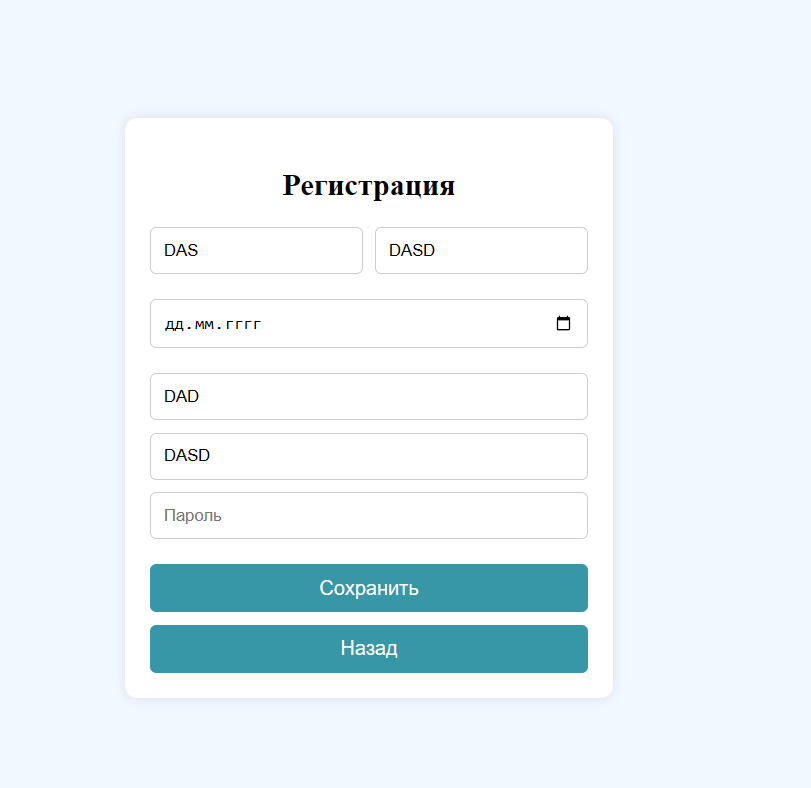 Регистрация
DAS DASD
дд.мм.гггг
DAD
DASD
Пароль
Сохранить
Назад